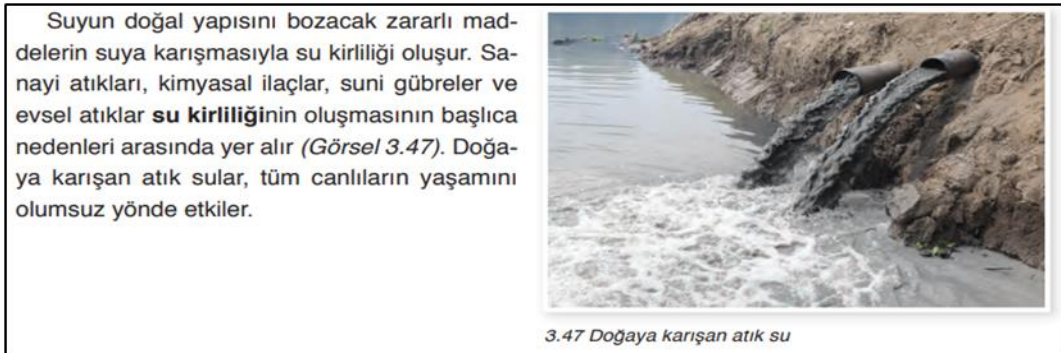 Suyun doğal yapısını bozacak zararlı mad-
delerin suya karışmasıyla su kirliliği oluşur. Sa-
nayi atıkları, kimyasal ilaçlar, suni gübreler ve
evsel atıklar su kirliliğinin oluşmasının başlıca
nedenleri arasında yer alır (Görsel 3.47). Doğa-
ya karışan atık sular, tüm canlıların yaşamını
olumsuz yönde etkiler.
3.47 Doğaya karışan atık su